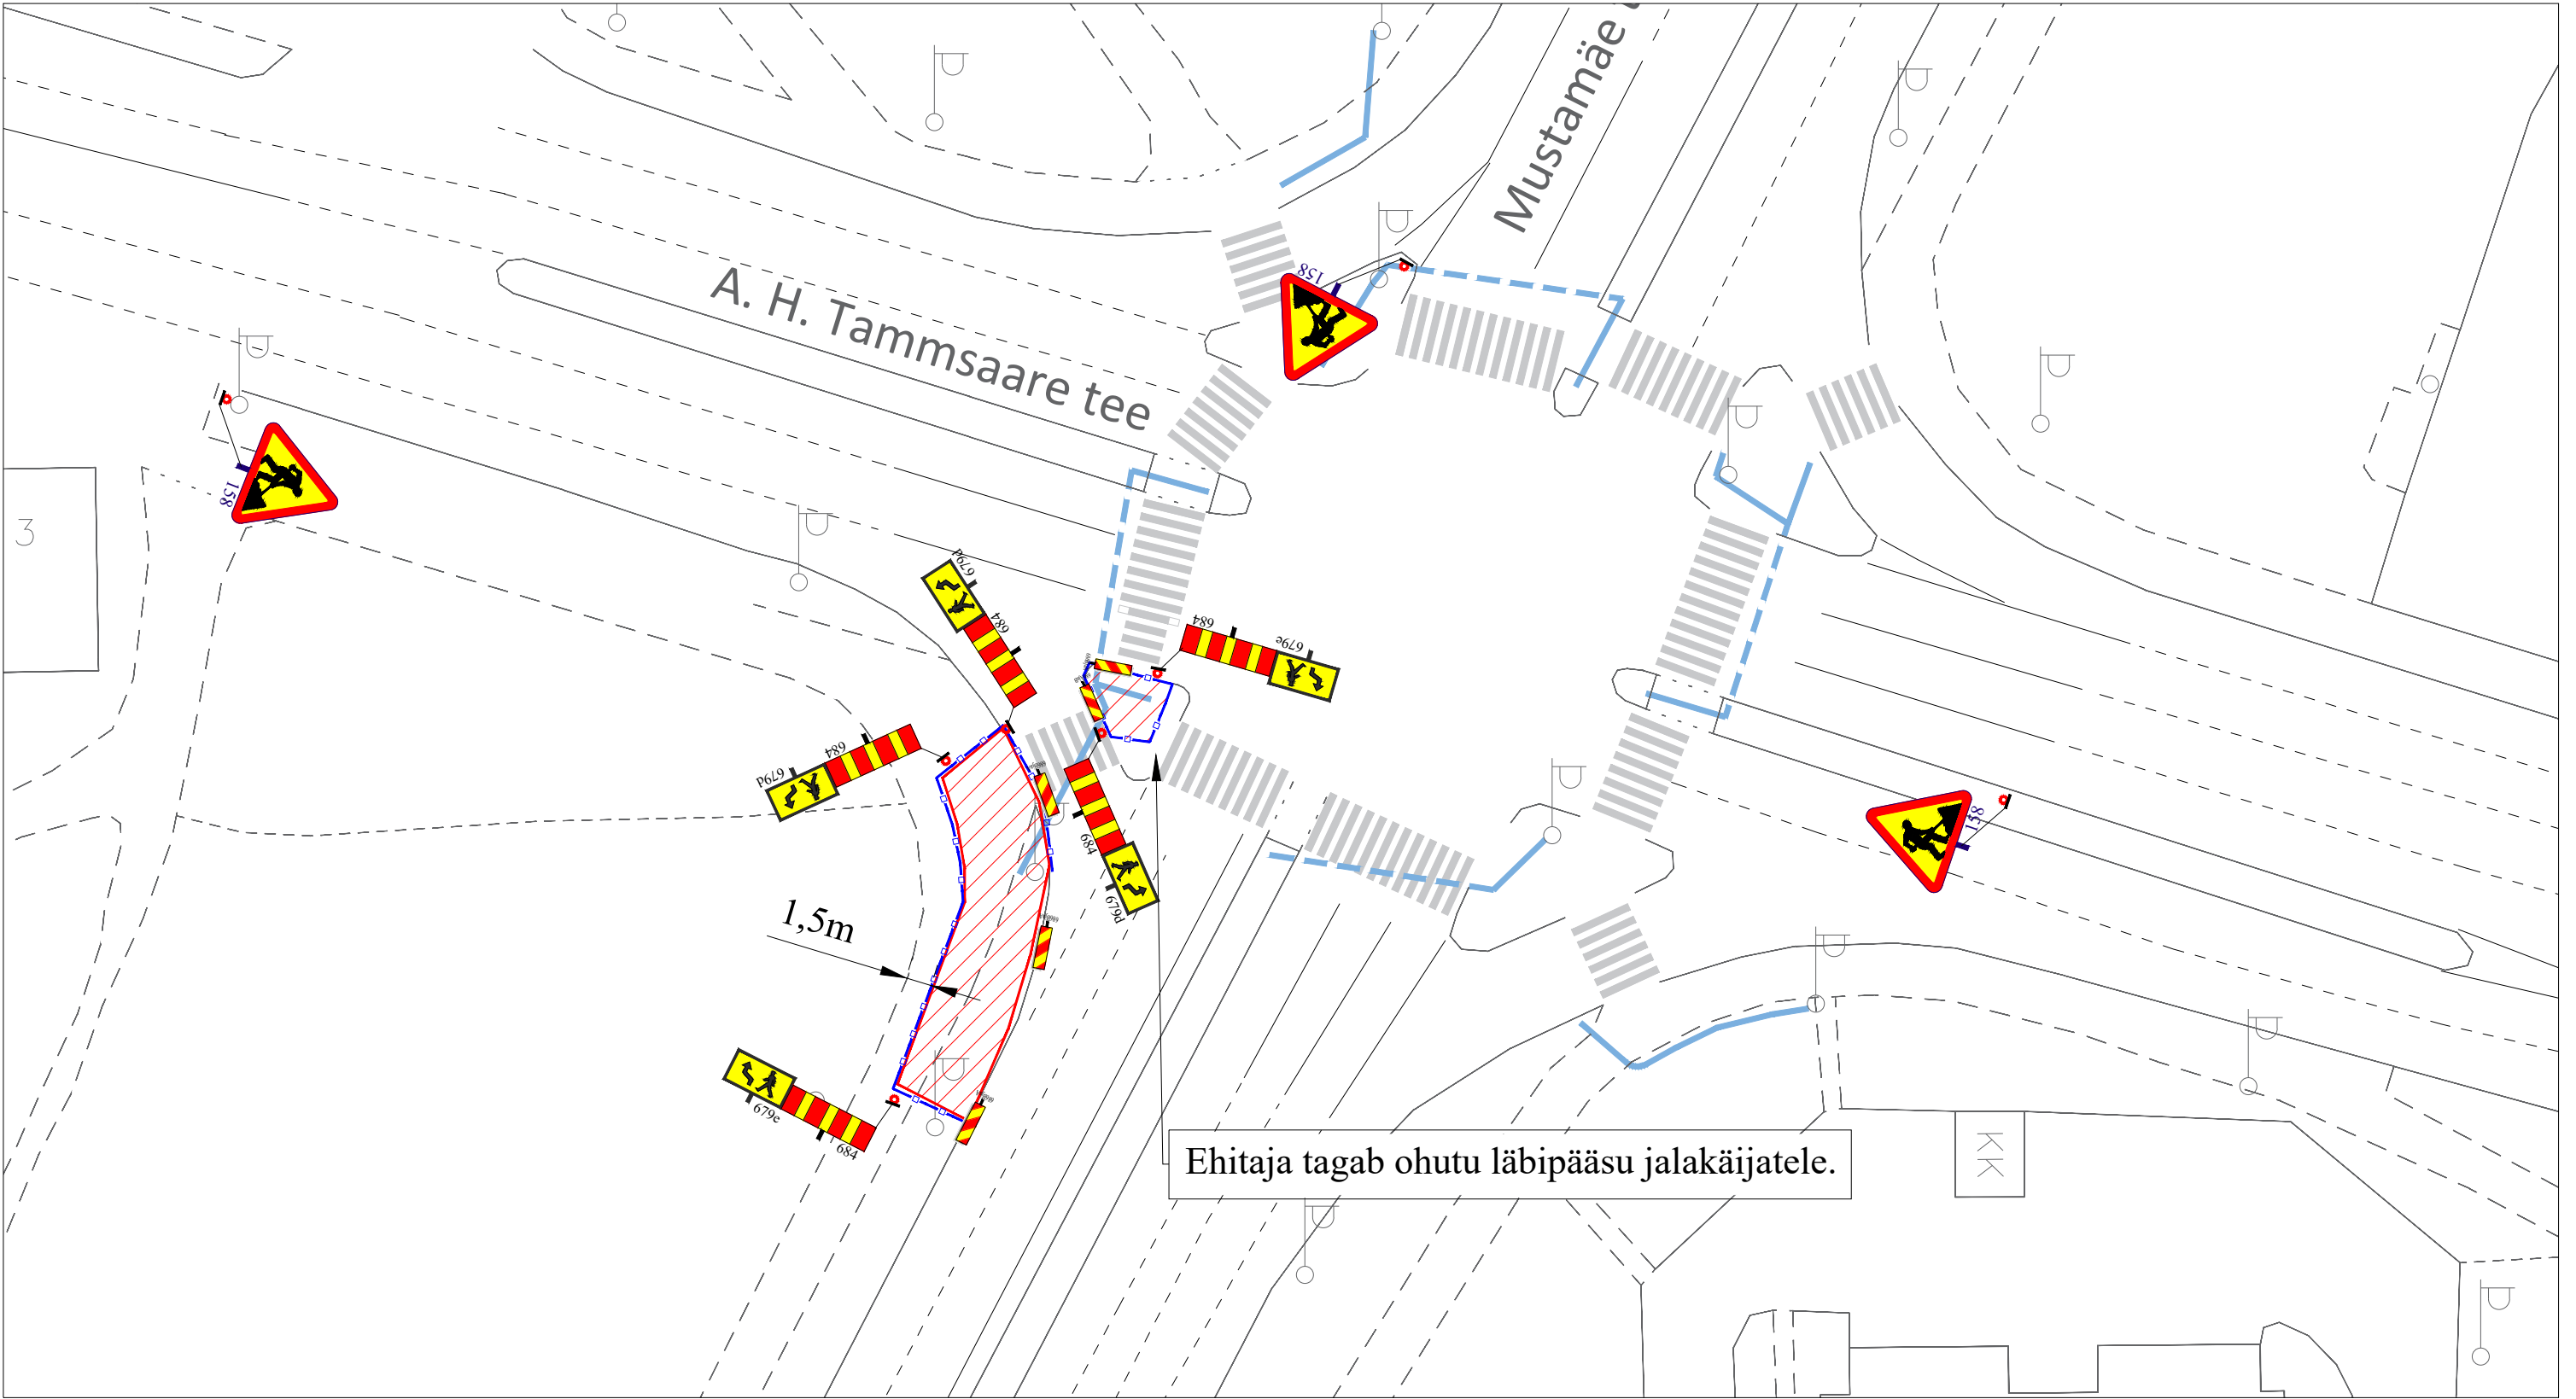 Mustamäe
A. H. Tammsaare tee
158
158
3
679d
684
684
679e
684
679d
684
679d
158
1,5m
679e
684
Ehitaja tagab ohutu läbipääsu jalakäijatele.
KK